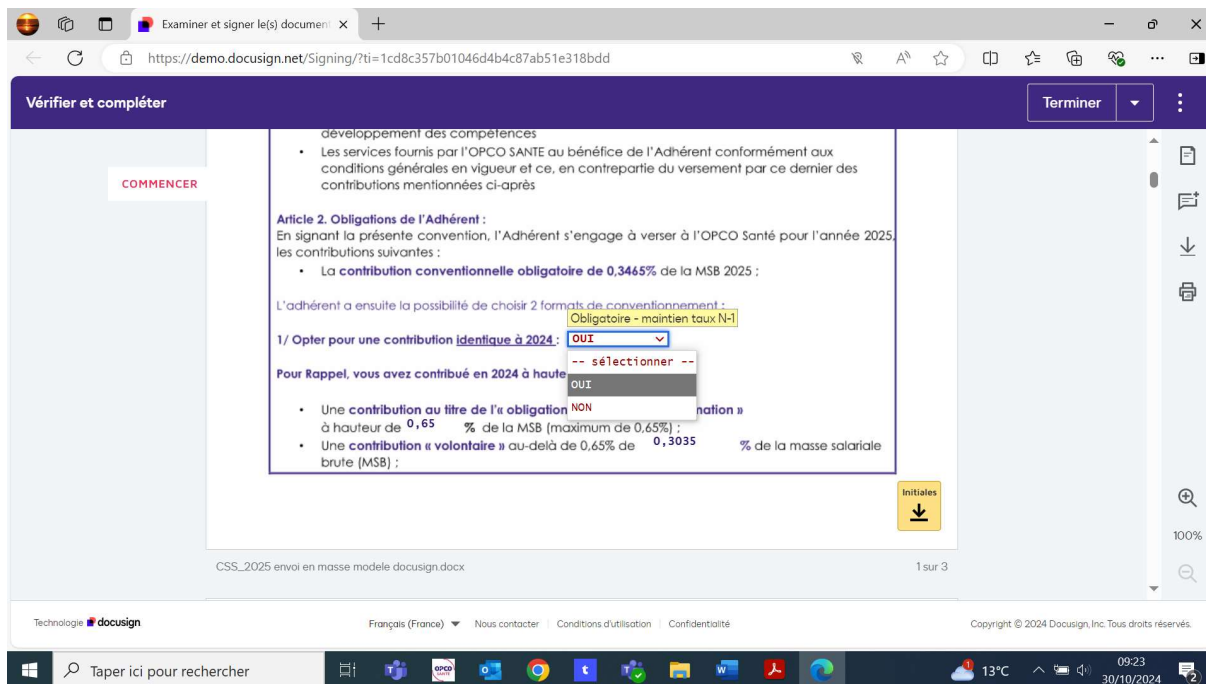 Examiner et signer le(s) documen
https://demo.docusign.net/Signing/?ti=1cd8c357b01046d4b4c87ab51e318bdd
Vérifier et compléter
Terminer
développement des compétences
• Les services fournis par l'OPCO SANTE au bénéfice de l'Adhérent conformément aux
conditions générales en vigueur et ce, en contrepartie du versement par ce dernier des
contributions mentionnées ci-après
COMMENCER
Article 2. Obligations de l'Adhérent :
En signant la présente convention, l'Adhérent s'engage à verser à l'OPCO Santé pour l'année 2025,
les contributions suivantes :
• La contribution conventionnelle obligatoire de 0,3465% de la MSB 2025 ;
L'adhérent a ensuite la possibilité de choisir 2 formats de conventionnement :
Obligatoire - maintien taux N-1
1/ Opter pour une contribution identique à 2024 : OUI
-- sélectionner --
OUI
NON
Pour Rappel, vous avez contribué en 2024 à haute
• Une contribution au titre de l'« obligation nation »
à hauteur de 0,65 % de la MSB (maximum de 0,65%) ;
• Une contribution « volontaire » au-delà de 0,65% de 0,3035 % de la masse salariale
brute (MSB) ;
Initiales
100%
CSS_2025 envoi en masse modele docusign.docx
1 sur 3
Technologie docusign
Français (France) Nous contacter Conditions d'utilisation Confidentialité
Copyright © 2024 Docusign, Inc. Tous droits réservés.
Taper ici pour rechercher
OPCO
SANTE
1
13°C
09:23
30/10/2024
2